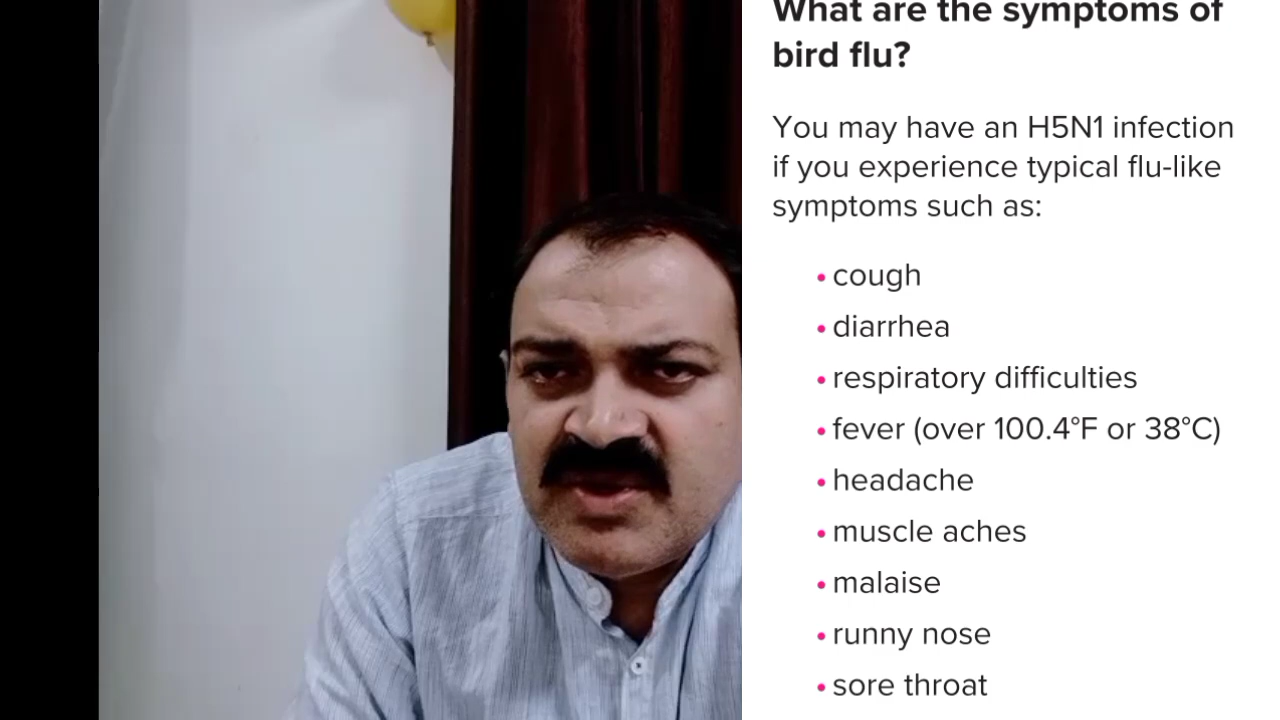 What are the symptoms of
bird flu?
You may have an H5N1 infection
if you experience typical flu-like
symptoms such as:
• cough
• diarrhea
• respiratory difficulties
• fever (over 100.4°F or 38°C)
• headache
• muscle aches
• malaise
• runny nose
• sore throat